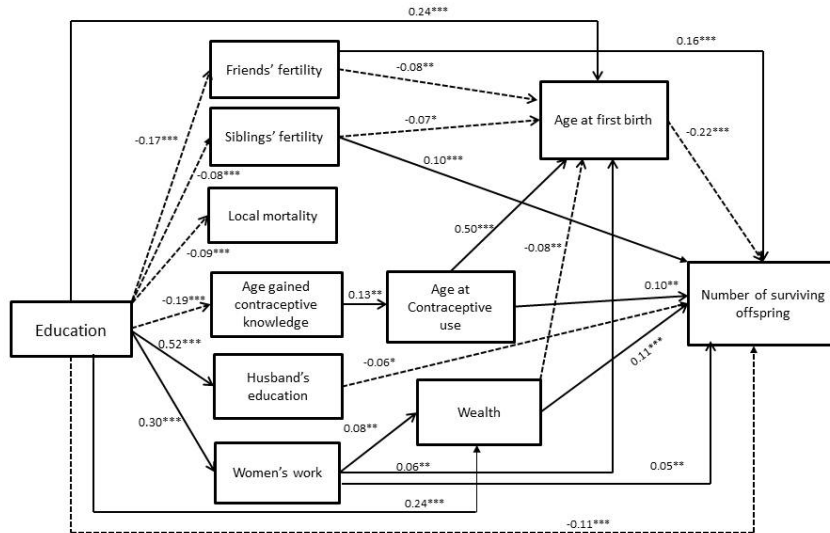 0.24***
0.16***
Friends' fertility
-0.08**
Age at first birth
-0.17***
Siblings' fertility
-0.07*
-0.22***
-0.08***
0.10***
Local mortality
-0.09***
0.50***
-0.08**
Education
-0.19***
Age gained
contraceptive
knowledge
0.13**
Age at
Contraceptive
use
0.10**
Number of surviving
offspring
0.52***
Husband's
education
-0.06*
0.11***
0.30***
Women's work
0.08**
Wealth
0.06**
0.05**
0.24***
-0.11***